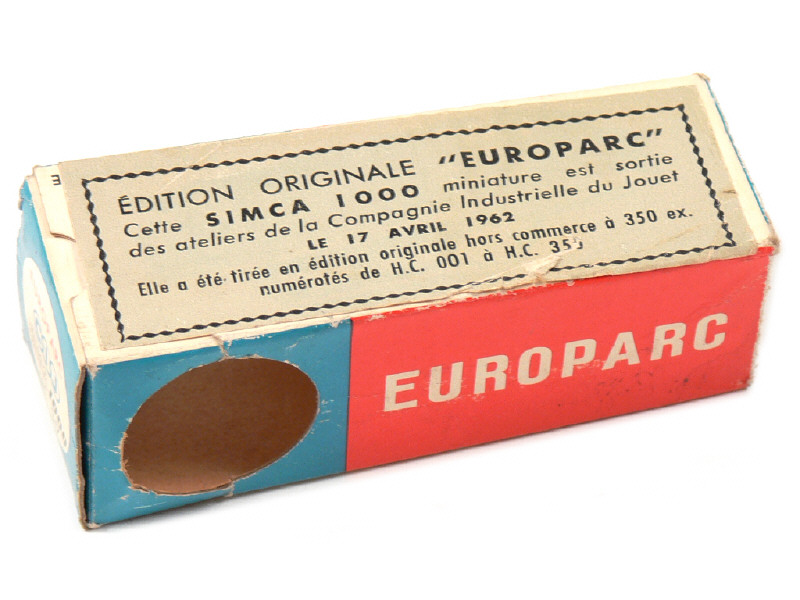 ÉDITION ORIGINALE "EUROPARC"
Cette SIMCA 1000 miniature est sortie
des ateliers de la Compagnie Industrielle du Jouet
LE 17 AVRIL 1962
Elle a été tirée en édition originale hors commerce à 350 ex.
numérotés de H.C. 001 à H.C. 350
EUROPARC